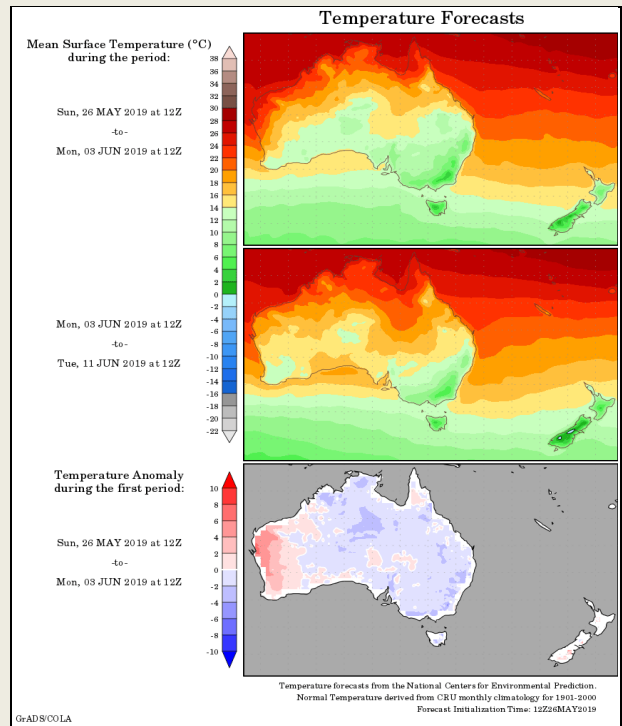 Temperature Forecasts
Mean Surface Temperature (°C)
during the period:
38
36
34
32
30
28
26
24
22
20
18
16
14
12
10
8
6
4
2
0
-2
-4
-6
-8
-10
-12
-14
-16
-18
-20
-22
Sun, 26 MAY 2019 at 12Z
-to-
Mon, 03 JUN 2019 at 12Z
Mon, 03 JUN 2019 at 12Z
-to-
Tue, 11 JUN 2019 at 12Z
Temperature Anomaly
during the first period:
10
8
6
4
2
0
-2
-4
-6
-8
-10
Sun, 26 MAY 2019 at 12Z
-to-
Mon, 03 JUN 2019 at 12Z
Temperature forecasts from the National Centers for Environmental Prediction.
Normal Temperature derived from CRU monthly climatology for 1901-2000
Forecast Initialization Time: 12Z26MAY2019
GrADS/COLA